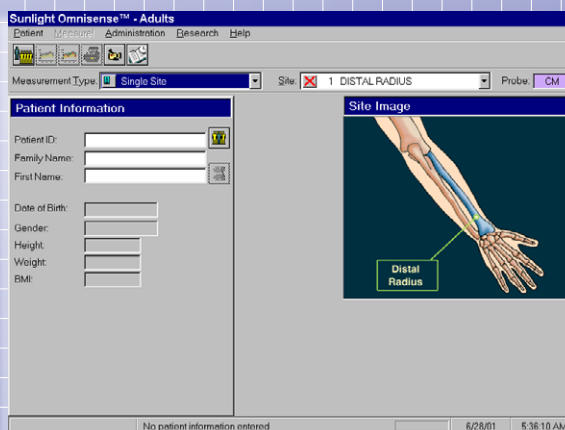 Sunlight Omnisense™ - Adults
Patient Measure! Administration Research Help
Measurement Type: Single Site Site: 1 DISTAL RADIUS Probe: CM
Patient Information
Patient ID:
Family Name:
First Name:
Date of Birth:
Gender:
Height:
Weight:
BMI:
Site Image
Distal
Radius
No patient information entered 6/28/01 5:36:10 AM